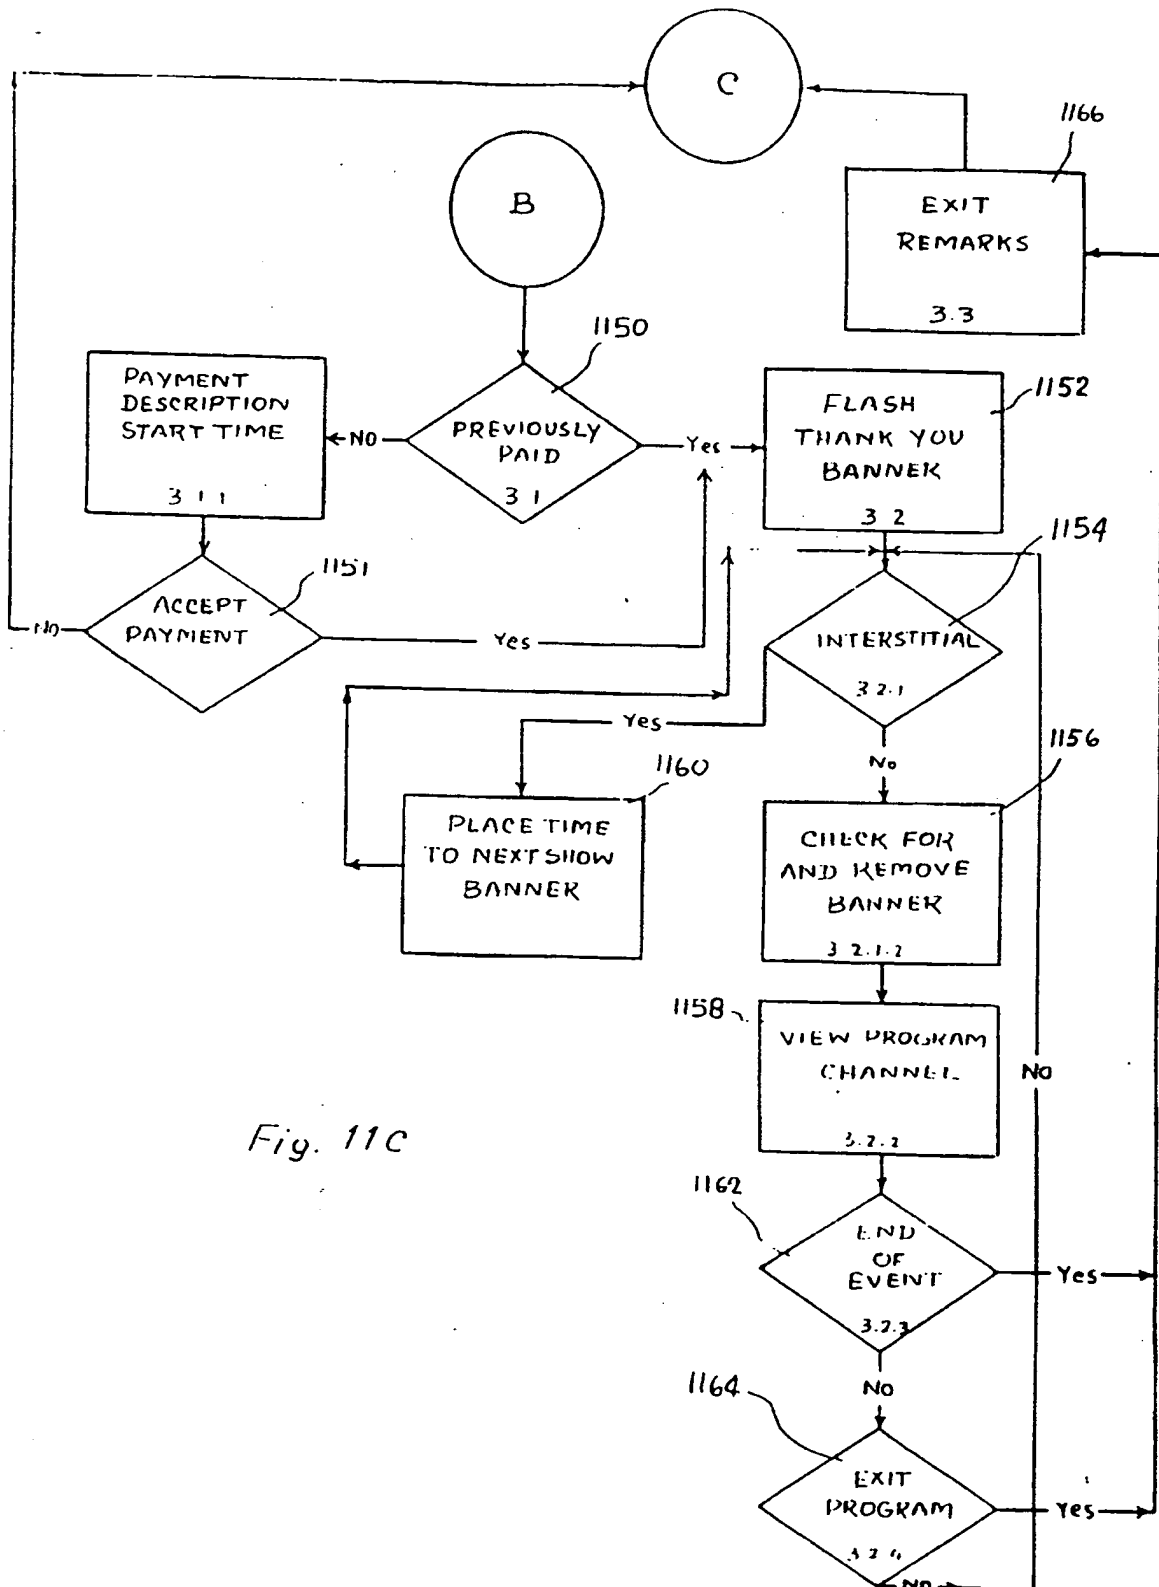 C
1166
EXIT
REMARKS
3.3
B
1150
PREVIOUSLY
PAID
3 1
NO
Yes
PAYMENT
DESCRIPTION
START TIME
3 1 1
1152
FLASH
THANK YOU
BANNER
3 2
1151
ACCEPT
PAYMENT
NO
Yes
1154
INTERSTITIAL
3 2 . 1
Yes
No
1160
PLACE TIME
TO NEXT SHOW
BANNER
1156
CHECK FOR
AND REMOVE
BANNER
3 2 . 1 . 2
1158
VIEW PROGRAM
CHANNEL
3.2.2
NO
Fig. 11C
1162
END
OF
EVENT
3.2.3
Yes
NO
1164
EXIT
PROGRAM
3 2 4
Yes
NO